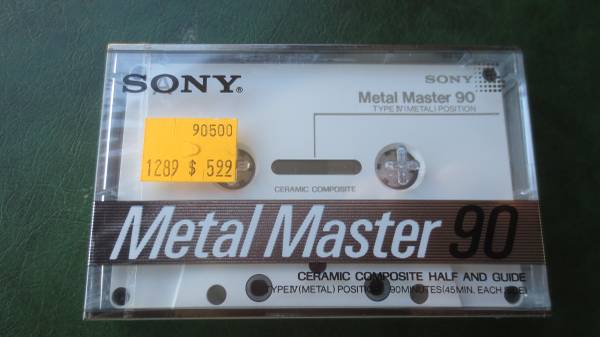 SONY®
SONY
Metal Master 90
TYPE IV (METAL) POSITION
90500
1289 $ 599
CERAMIC COMPOSITE
Metal Master 90
CERAMIC COMPOSITE HALF AND GUIDE
TYPE IV (METAL) POSITION 90 MINUTES (45 MIN. EACH SIDE)